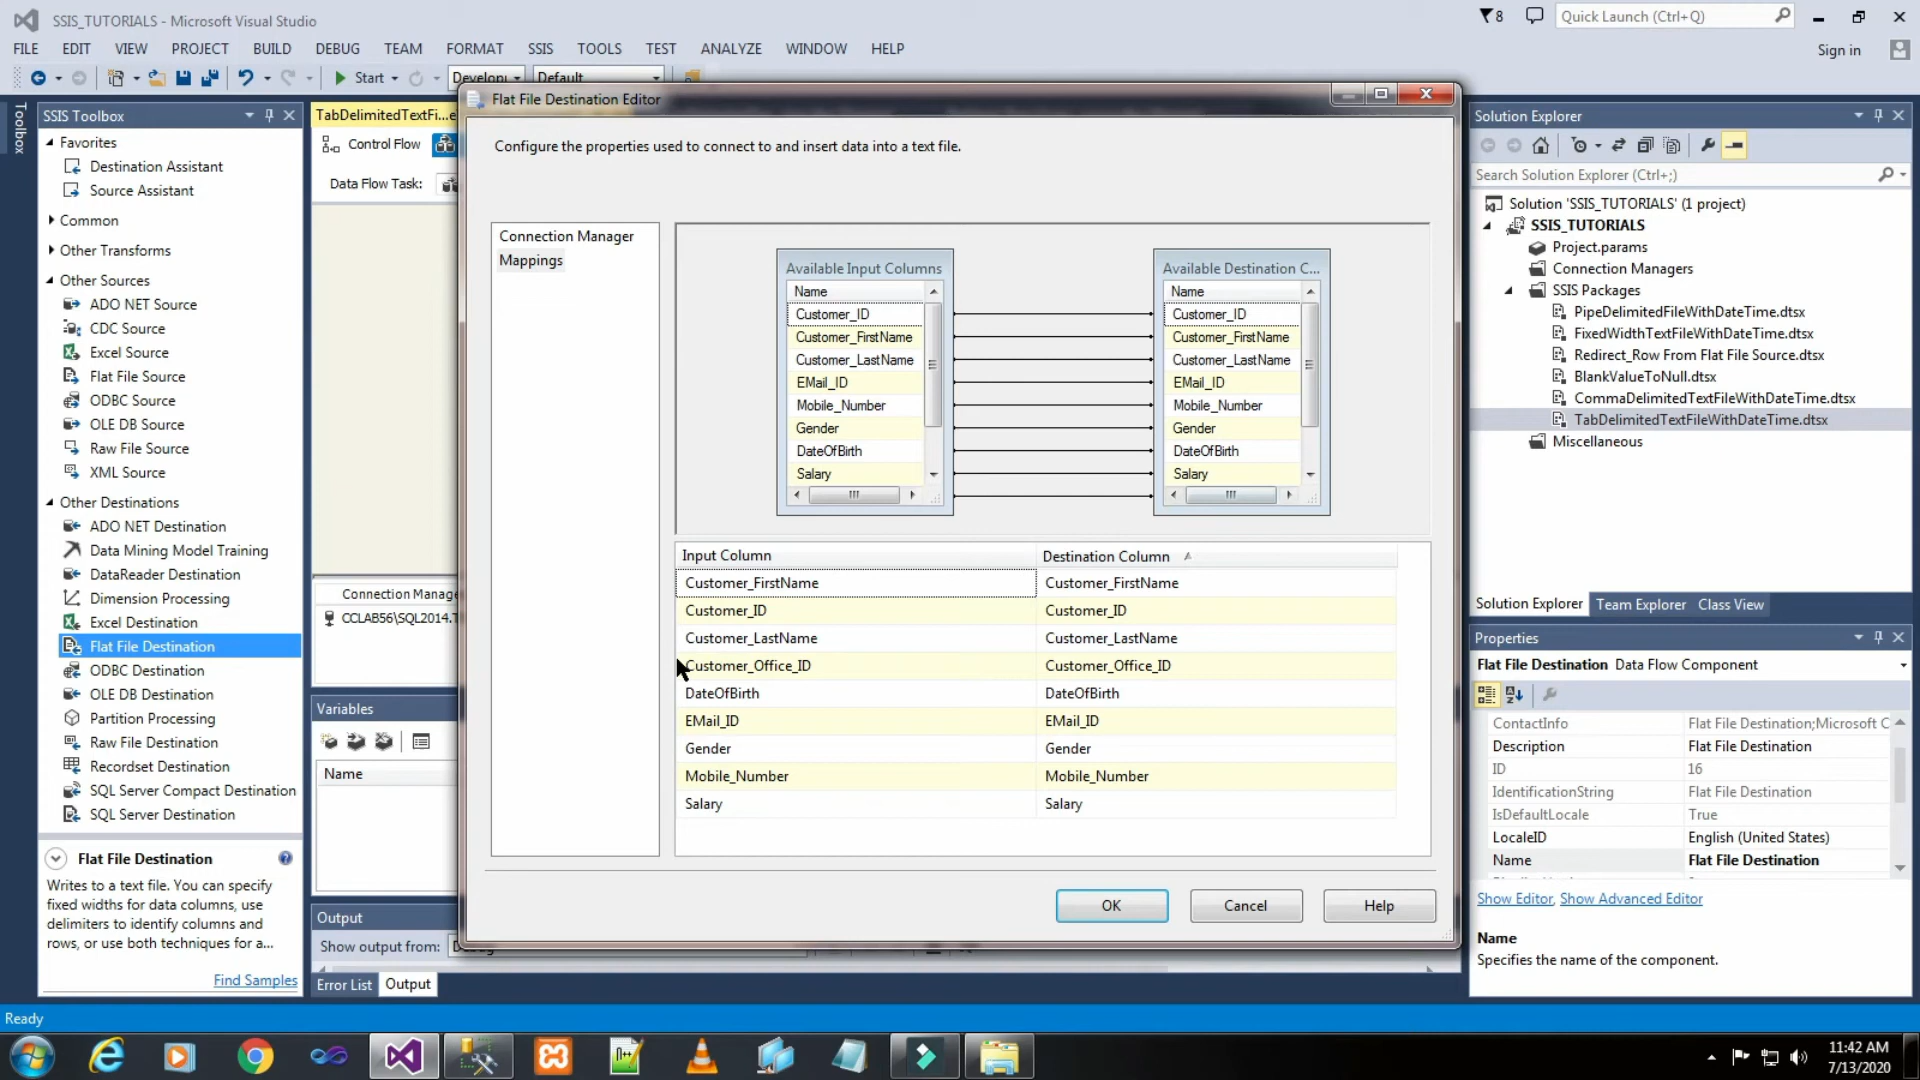 SSIS_TUTORIALS - Microsoft Visual Studio
8
Quick Launch (Ctrl+Q)
FILE EDIT VIEW PROJECT BUILD DEBUG TEAM FORMAT SSIS TOOLS TEST ANALYZE WINDOW HELP
Sign in
Start
Default
Toolbox
SSIS Toolbox
Favorites
Destination Assistant
Source Assistant
Common
Other Transforms
Other Sources
ADO NET Source
CDC Source
Excel Source
Flat File Source
ODBC Source
OLE DB Source
Raw File Source
XML Source
Other Destinations
ADO NET Destination
Data Mining Model Training
DataReader Destination
Dimension Processing
Excel Destination
Flat File Destination
ODBC Destination
OLE DB Destination
Partition Processing
Raw File Destination
Recordset Destination
SQL Server Compact Destination
SQL Server Destination
Flat File Destination
Writes to a text file. You can specify
fixed widths for data columns, use
delimiters to identify columns and
rows, or use both techniques for a...
Find Samples
TabDelimitedTextFi...
Control Flow
Data Flow Task:
Connection Manage
CCLAB56\SQL2014.T
Variables
Name
Output
Show output from:
Error List Output
Flat File Destination Editor
Configure the properties used to connect to and insert data into a text file.
Connection Manager
Mappings
Available Input Columns
Name
Customer_ID
Customer_FirstName
Customer_LastName
EMail_ID
Mobile_Number
Gender
DateOfBirth
Salary
Available Destination C...
Name
Customer_ID
Customer_FirstName
Customer_LastName
EMail_ID
Mobile_Number
Gender
DateOfBirth
Salary
Input Column Destination Column
Customer_FirstName Customer_FirstName
Customer_ID Customer_ID
Customer_LastName Customer_LastName
Customer_Office_ID Customer_Office_ID
DateOfBirth DateOfBirth
EMail_ID EMail_ID
Gender Gender
Mobile_Number Mobile_Number
Salary Salary
OK Cancel Help
Solution Explorer
Search Solution Explorer (Ctrl+;)
Solution 'SSIS_TUTORIALS' (1 project)
SSIS_TUTORIALS
Project.params
Connection Managers
SSIS Packages
PipeDelimitedFileWithDateTime.dtsx
FixedWidthTextFileWithDateTime.dtsx
Redirect_Row From Flat File Source.dtsx
BlankValueToNull.dtsx
CommaDelimitedTextFileWithDateTime.dtsx
TabDelimitedTextFileWithDateTime.dtsx
Miscellaneous
Solution Explorer Team Explorer Class View
Properties
Flat File Destination Data Flow Component
ContactInfo Flat File Destination;Microsoft C
Description Flat File Destination
ID 16
IdentificationString Flat File Destination
IsDefaultLocale True
LocaleID English (United States)
Name Flat File Destination
Show Editor, Show Advanced Editor
Name
Specifies the name of the component.
Ready
11:42 AM
7/13/2020